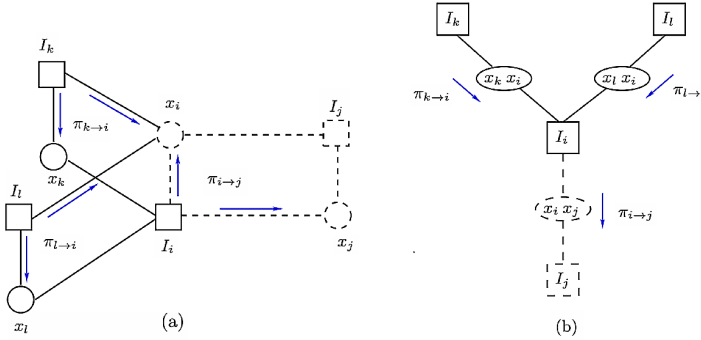 I_k
x_i
I_j
π_{k→i}
x_k
I_l
π_{i→j}
π_{l→i}
I_i
x_j
x_l
(a)
I_k
I_l
x_k x_i
x_l x_i
π_{k→i}
π_{l→}
I_i
x_i x_j
π_{i→j}
I_j
(b)